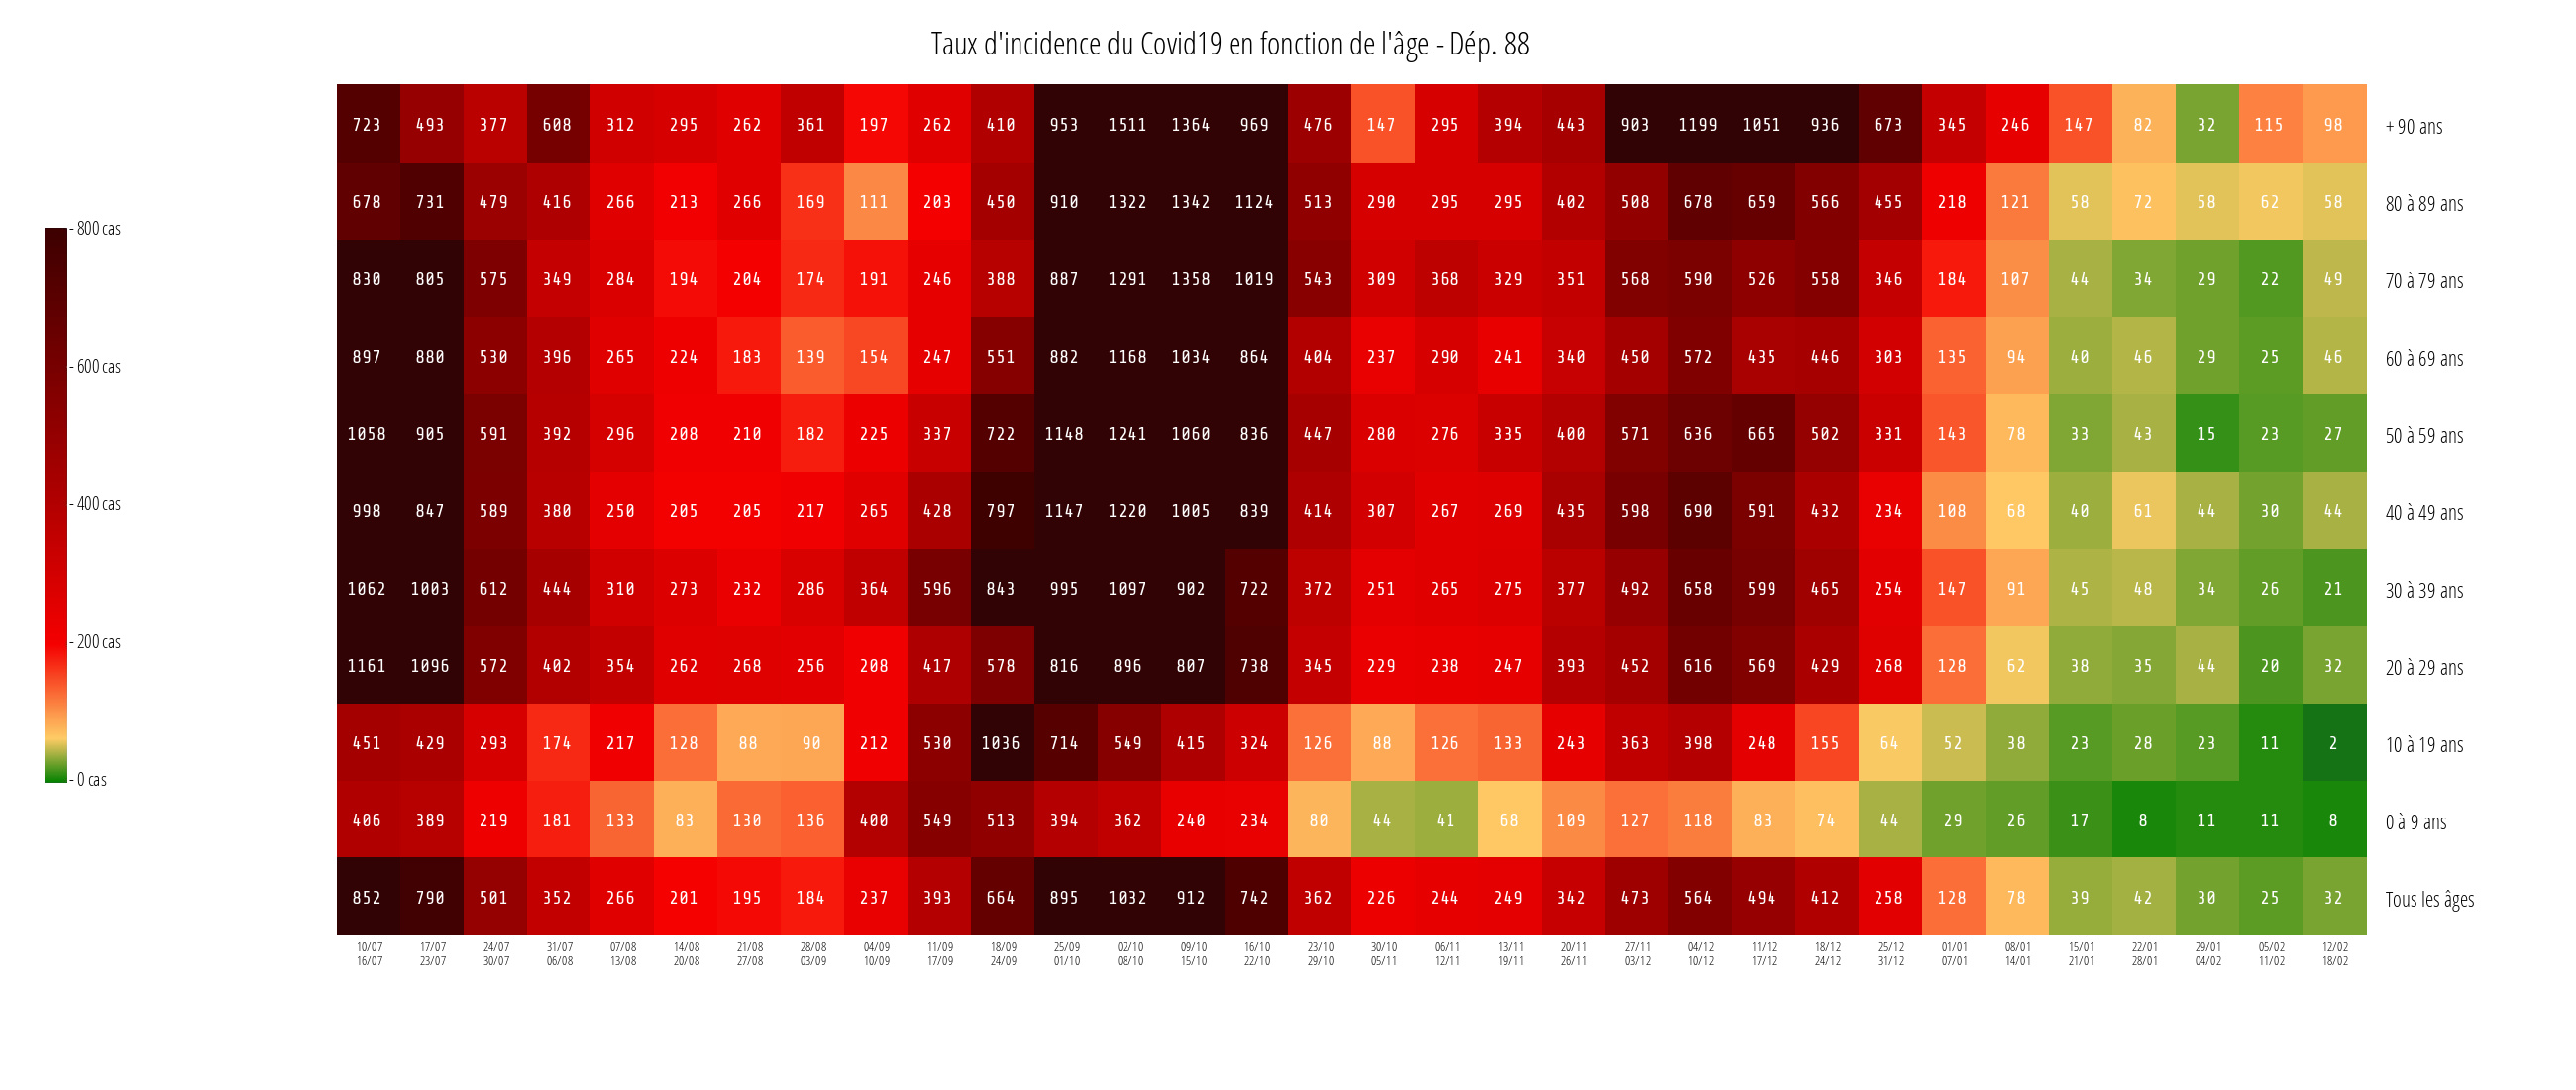 Taux d'incidence du Covid19 en fonction de l'âge - Dép. 88
- 800 cas
- 600 cas
- 400 cas
- 200 cas
- 0 cas
723 493 377 608 312 295 262 361 197 262 410 953 1511 1364 969 476 147 295 394 443 903 1199 1051 936 673 345 246 147 82 32 115 98 + 90 ans
678 731 479 416 266 213 266 169 111 203 450 910 1322 1342 1124 513 290 295 295 402 508 678 659 566 455 218 121 58 72 58 62 58 80 à 89 ans
830 805 575 349 284 194 204 174 191 246 388 887 1291 1358 1019 543 309 368 329 351 568 590 526 558 346 184 107 44 34 29 22 49 70 à 79 ans
897 880 530 396 265 224 183 139 154 247 551 882 1168 1034 864 404 237 290 241 340 450 572 435 446 303 135 94 40 46 29 25 46 60 à 69 ans
1058 905 591 392 296 208 210 182 225 337 722 1148 1241 1060 836 447 280 276 335 400 571 636 665 502 331 143 78 33 43 15 23 27 50 à 59 ans
998 847 589 380 250 205 205 217 265 428 797 1147 1220 1005 839 414 307 267 269 435 598 690 591 432 234 108 68 40 61 44 30 44 40 à 49 ans
1062 1003 612 444 310 273 232 286 364 596 843 995 1097 902 722 372 251 265 275 377 492 658 599 465 254 147 91 45 48 34 26 21 30 à 39 ans
1161 1096 572 402 354 262 268 256 208 417 578 816 896 807 738 345 229 238 247 393 452 616 569 429 268 128 62 38 35 44 20 32 20 à 29 ans
451 429 293 174 217 128 88 90 212 530 1036 714 549 415 324 126 88 126 133 243 363 398 248 155 64 52 38 23 28 23 11 2 10 à 19 ans
406 389 219 181 133 83 130 136 400 549 513 394 362 240 234 80 44 41 68 109 127 118 83 74 44 29 26 17 8 11 11 8 0 à 9 ans
852 790 501 352 266 201 195 184 237 393 664 895 1032 912 742 362 226 244 249 342 473 564 494 412 258 128 78 39 42 30 25 32 Tous les âges
10/07 17/07 24/07 31/07 07/08 14/08 21/08 28/08 04/09 11/09 18/09 25/09 02/10 09/10 16/10 23/10 30/10 06/11 13/11 20/11 27/11 04/12 11/12 18/12 25/12 01/01 08/01 15/01 22/01 29/01 05/02 12/02
16/07 23/07 30/07 06/08 13/08 20/08 27/08 03/09 10/09 17/09 24/09 01/10 08/10 15/10 22/10 29/10 05/11 12/11 19/11 26/11 03/12 10/12 17/12 24/12 31/12 07/01 14/01 21/01 28/01 04/02 11/02 18/02